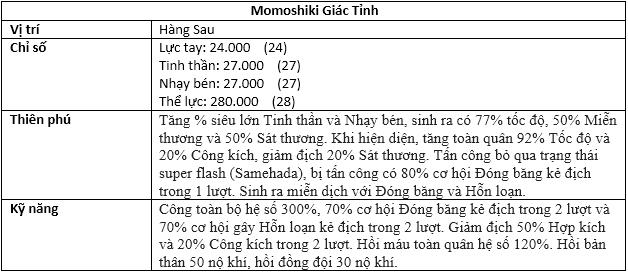 Momoshiki Giác Tỉnh
Vị trí
Hàng Sau
Chỉ số
Lực tay: 24.000 (24)
Tinh thần: 27.000 (27)
Nhạy bén: 27.000 (27)
Thể lực: 280.000 (28)
Thiên phú
Tăng % siêu lớn Tinh thần và Nhạy bén, sinh ra có 77% tốc độ, 50% Miễn
thương và 50% Sát thương. Khi hiện diện, tăng toàn quân 92% Tốc độ và
20% Công kích, giảm địch 20% Sát thương. Tấn công bỏ qua trạng thái
super flash (Samehada), bị tấn công có 80% cơ hội Đóng băng kẻ địch
trong 1 lượt. Sinh ra miễn dịch với Đóng băng và Hỗn loạn.
Kỹ năng
Công toàn bộ hệ số 300%, 70% cơ hội Đóng băng kẻ địch trong 2 lượt và
70% cơ hội gây Hỗn loạn kẻ địch trong 2 lượt. Giảm địch 50% Hợp kích
và 20% Công kích trong 2 lượt. Hồi máu toàn quân hệ số 120%. Hồi bản
thân 50 nộ khí, hồi đồng đội 30 nộ khí.